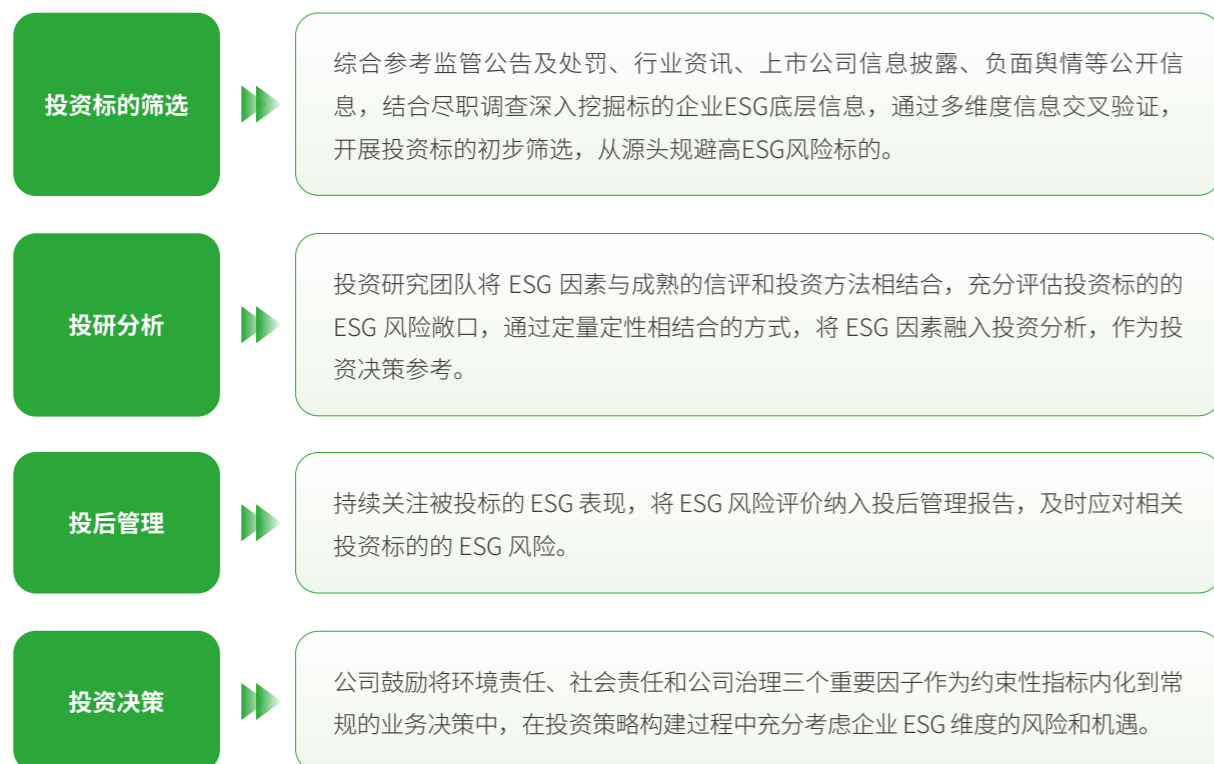 投资标的筛选
综合参考监管公告及处罚、行业资讯、上市公司信息披露、负面舆情等公开信
息，结合尽职调查深入挖掘标的企业ESG底层信息，通过多维度信息交叉验证，
开展投资标的初步筛选，从源头规避高ESG风险标的。
投研分析
投资研究团队将 ESG 因素与成熟的信评和投资方法相结合，充分评估投资标的的
ESG 风险敞口，通过定量定性相结合的方式，将 ESG 因素融入投资分析，作为投
资决策参考。
投后管理
持续关注被投标的 ESG 表现，将 ESG 风险评价纳入投后管理报告，及时应对相关
投资标的的 ESG 风险。
投资决策
公司鼓励将环境责任、社会责任和公司治理三个重要因子作为约束性指标内化到常
规的业务决策中，在投资策略构建过程中充分考虑企业 ESG 维度的风险和机遇。